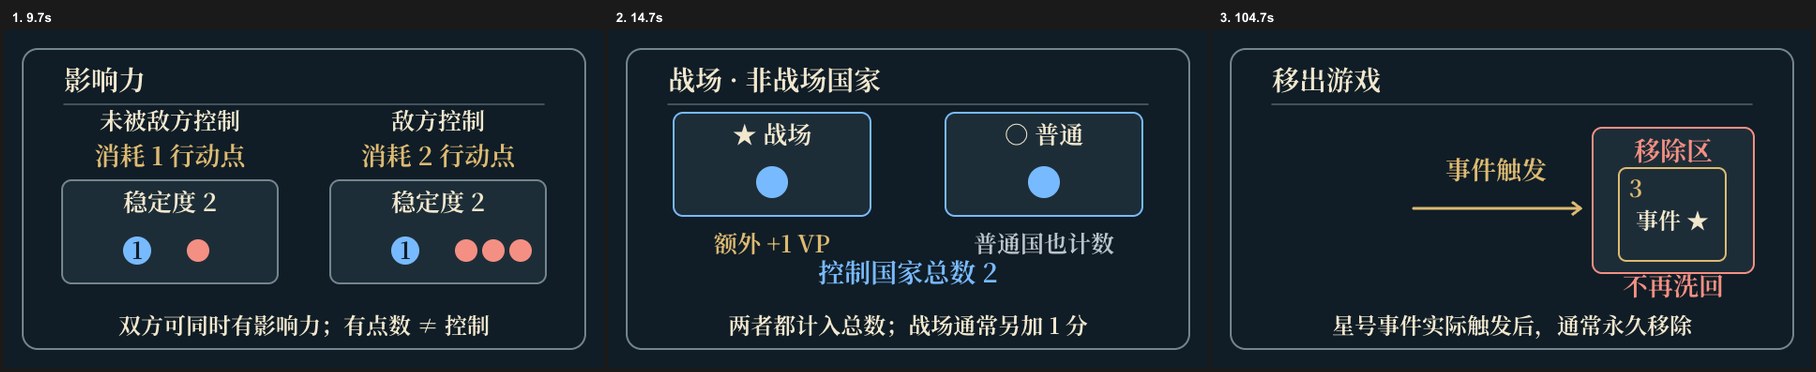 1. 9.7s
影响力
未被敌方控制
消耗 1 行动点
稳定度 2
1
敌方控制
消耗 2 行动点
稳定度 2
1
双方可同时有影响力；有点数 ≠ 控制
2. 14.7s
战场 · 非战场国家
★ 战场
○ 普通
额外 +1 VP
普通国也计数
控制国家总数 2
两者都计入总数；战场通常另加 1 分
3. 104.7s
移出游戏
事件触发
移除区
3
事件 ★
不再洗回
星号事件实际触发后，通常永久移除